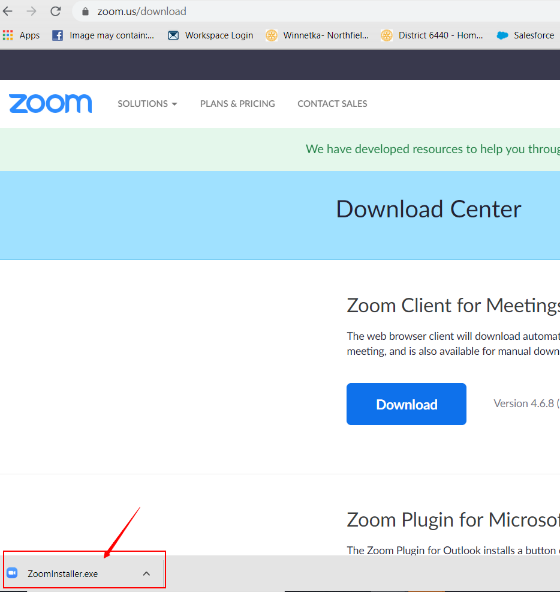 zoom.us/download
Apps Image may contain:... Workspace Login Winnetka- Northfiel... District 6440 - Hom... Salesforce
zoom SOLUTIONS PLANS & PRICING CONTACT SALES
We have developed resources to help you throug
Download Center
Zoom Client for Meetings
The web browser client will download automat
meeting, and is also available for manual down
Download Version 4.6.8 (
Zoom Plugin for Microsof
The Zoom Plugin for Outlook installs a button
ZoomInstaller.exe